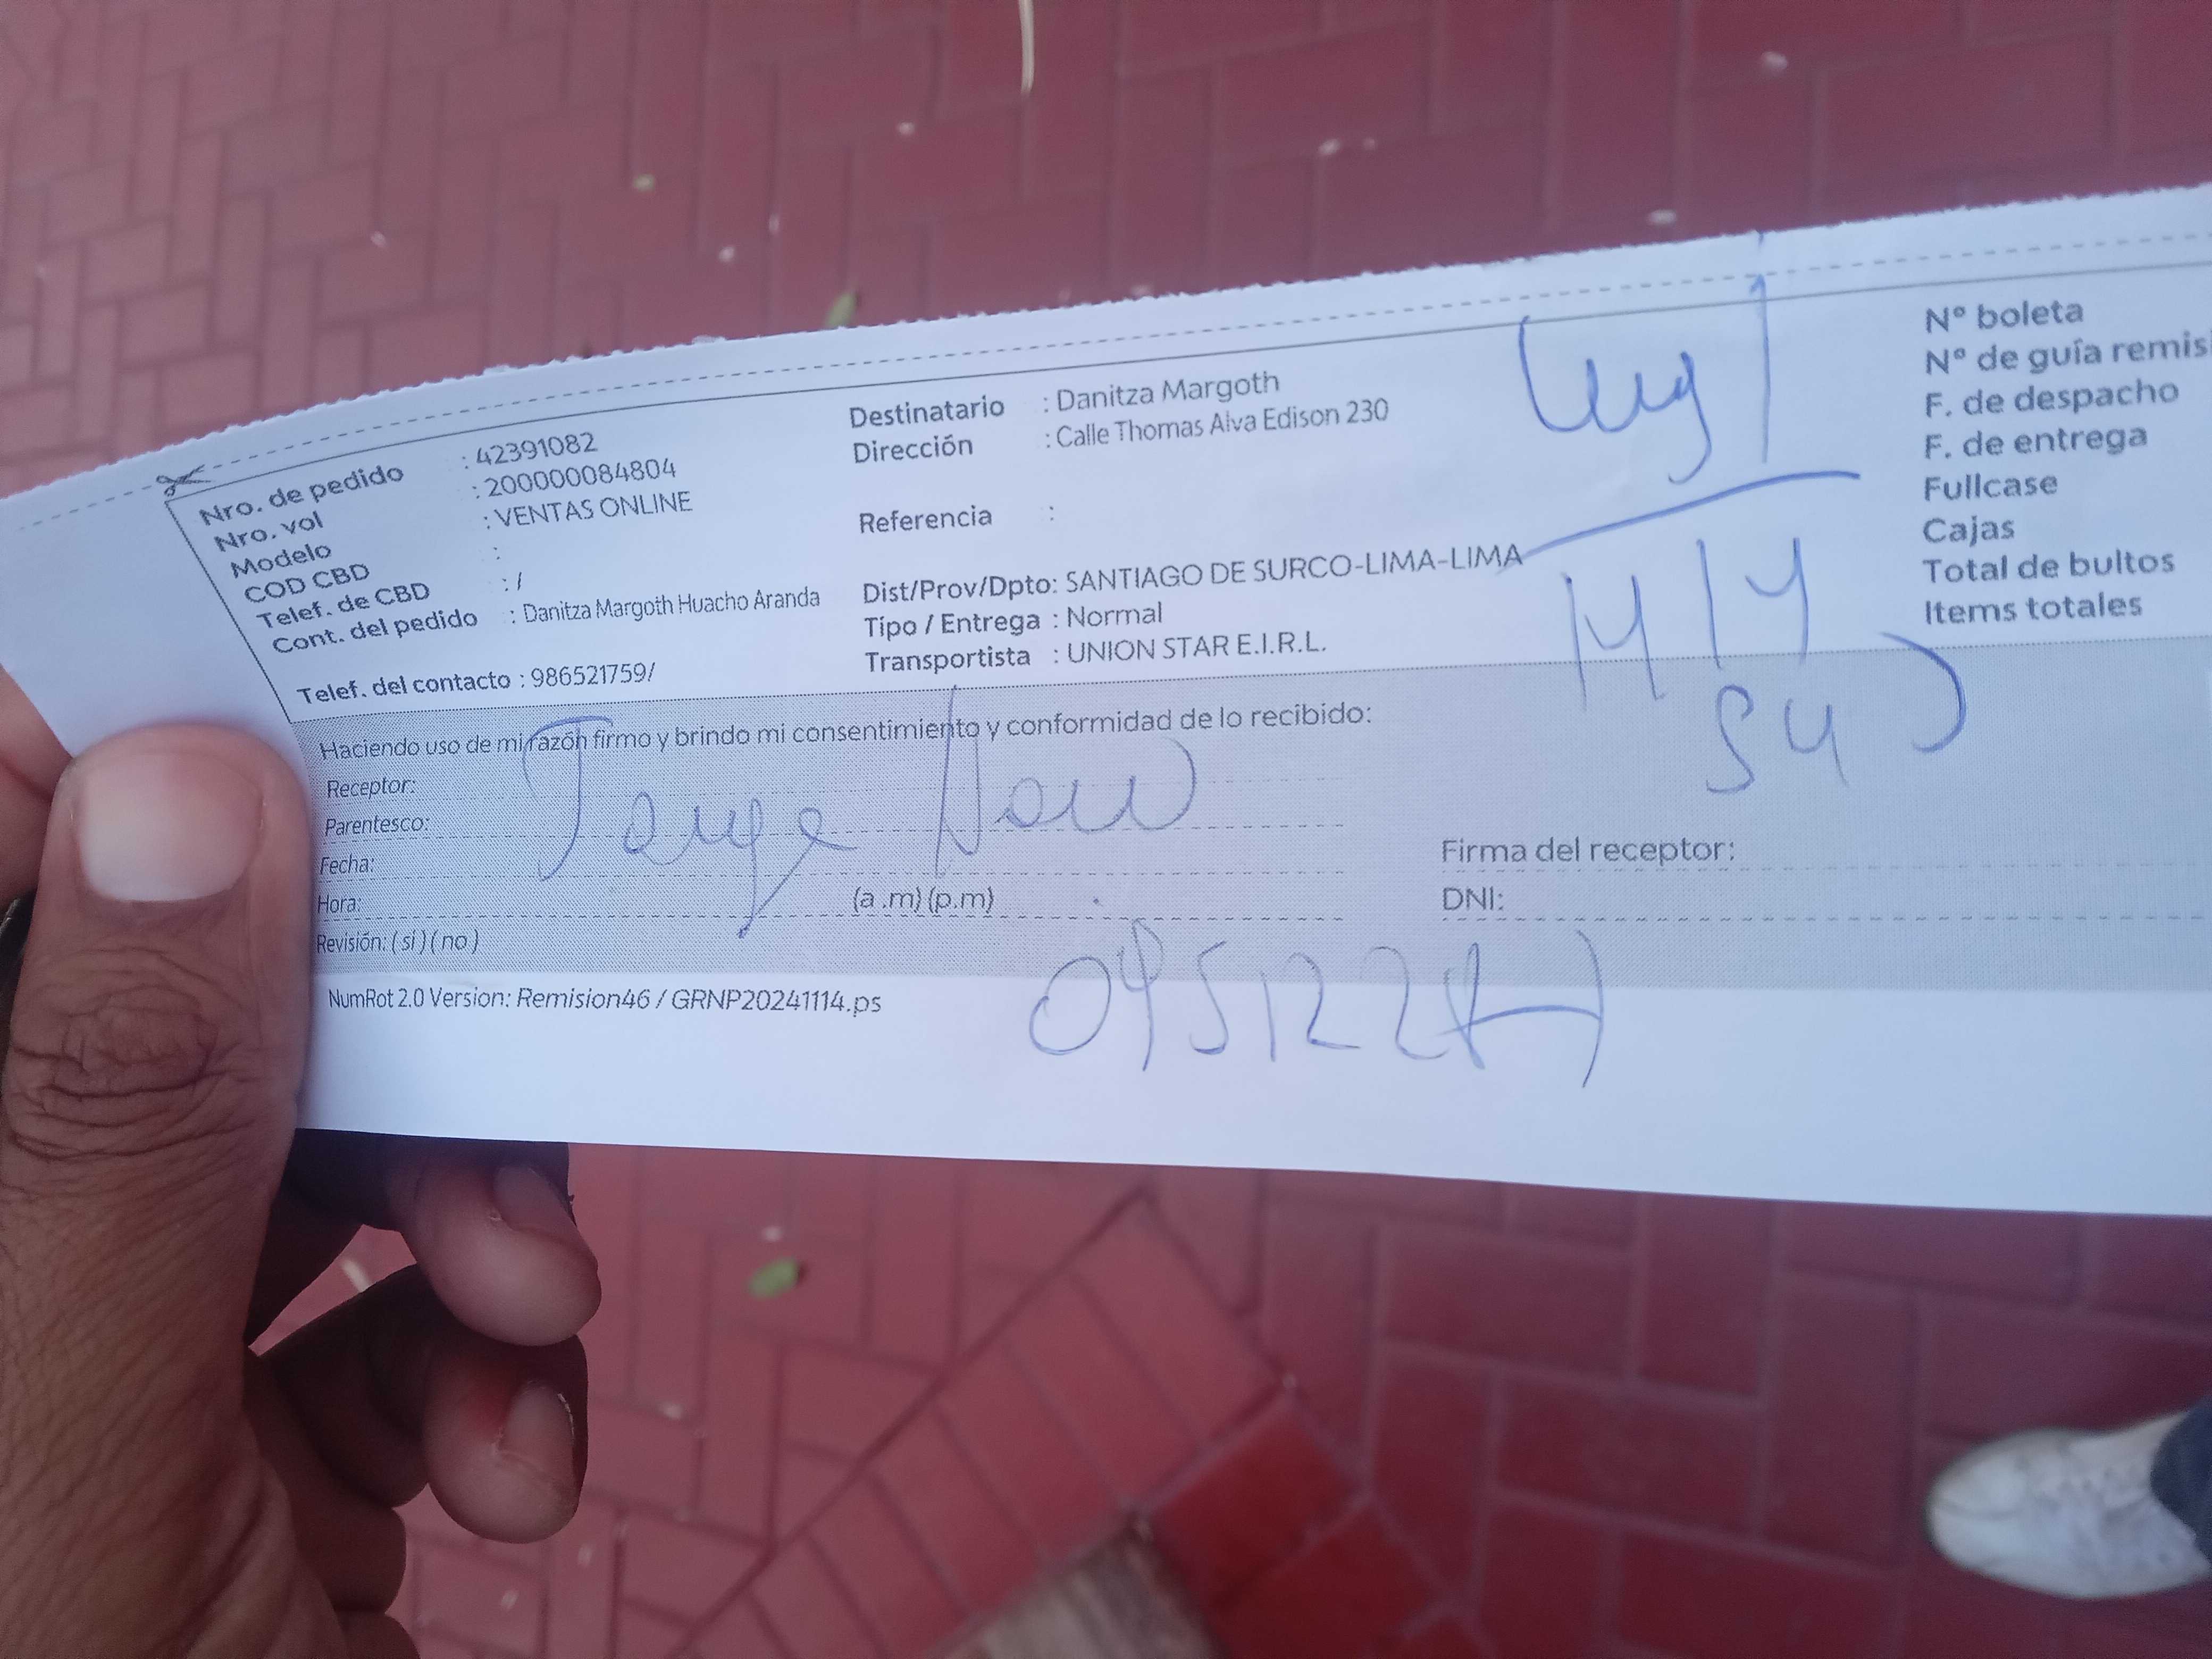 Nro. de pedido : 42391082
Nro. vol : 200000084804
Modelo : VENTAS ONLINE
COD CBD :
Telef. de CBD : /
Cont. del pedido : Danitza Margoth Huacho Aranda
Telef. del contacto : 986521759/
Destinatario : Danitza Margoth
Dirección : Calle Thomas Alva Edison 230
Referencia :
Dist/Prov/Dpto: SANTIAGO DE SURCO-LIMA-LIMA
Tipo / Entrega : Normal
Transportista : UNION STAR E.I.R.L.
N° boleta
N° de guía remis
F. de despacho
F. de entrega
Fullcase
Cajas
Total de bultos
Items totales
Haciendo uso de mi razón firmo y brindo mi consentimiento y conformidad de lo recibido:
Receptor:
Parentesco:
Fecha:
Hora: (a .m) (p.m)
Revisión: ( si ) ( no )
Firma del receptor:
DNI:
NumRot 2.0 Version: Remision46 / GRNP20241114.ps